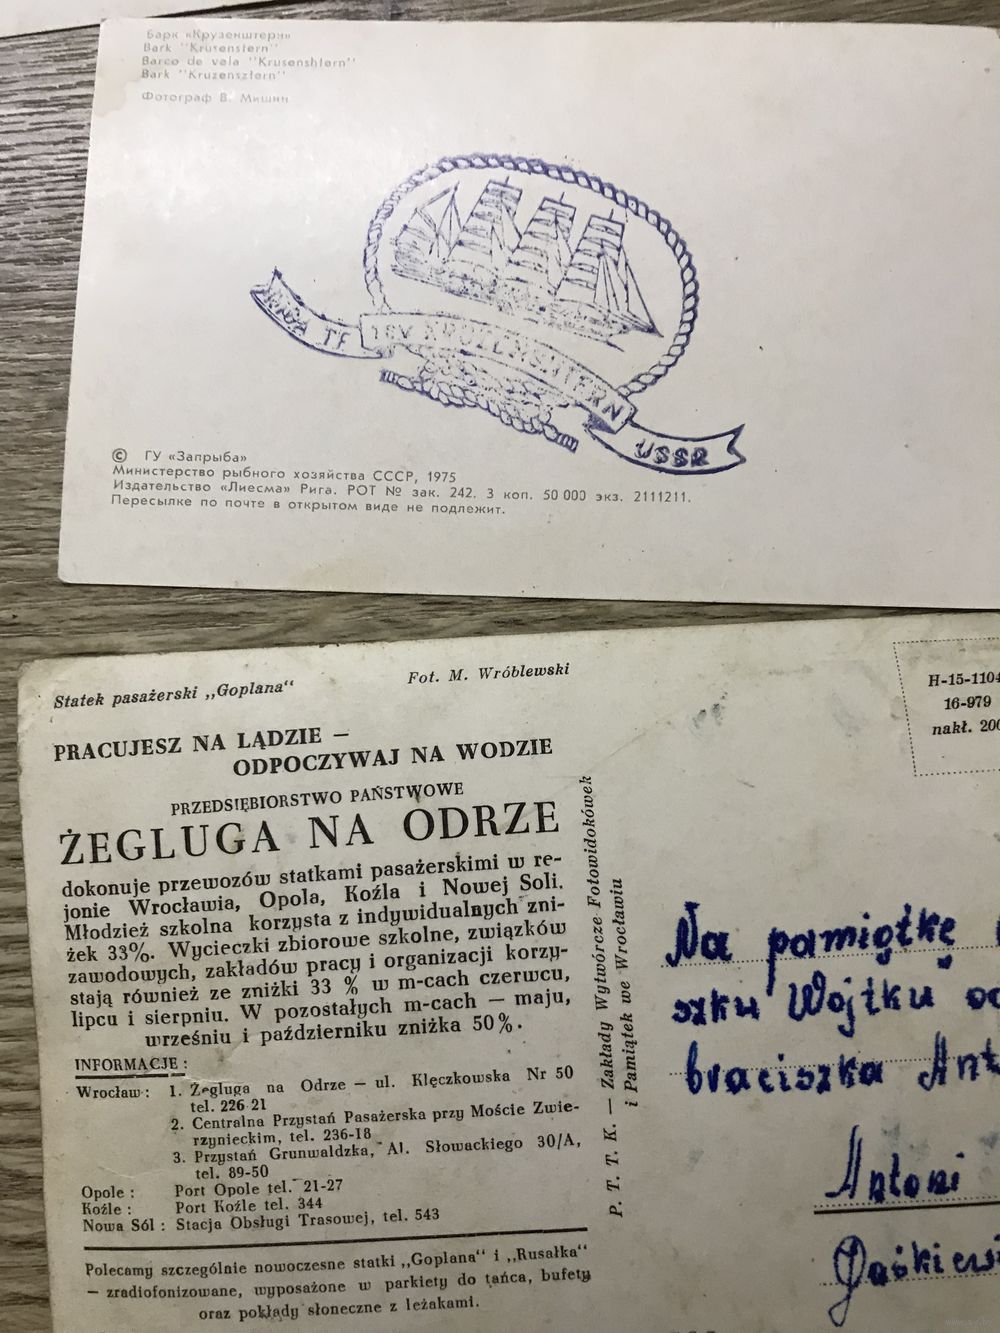 Барк «Крузенштерн»
Bark "Krusenstern"
Barco de vela "Krusenshtern"
Bark "Kruzensztern"
Фотограф В. Мишин
TF
KRUZENSHTERN
USSR
© ГУ «Запрыба»
Министерство рыбного хозяйства СССР, 1975
Издательство «Лиесма» Рига. РОТ № зак. 242. 3 коп. 50 000 экз. 2111211.
Пересылке по почте в открытом виде не подлежит.
Statek pasażerski „Goplana“
Fot. M. Wróblewski
PRACUJESZ NA LĄDZIE —
ODPOCZYWAJ NA WODZIE
PRZEDSIĘBIORSTWO PAŃSTWOWE
ŻEGLUGA NA ODRZE
dokonuje przewozów statkami pasażerskimi w re-
jonie Wrocławia, Opola, Koźla i Nowej Soli.
Młodzież szkolna korzysta z indywidualnych zni-
żek 33%. Wycieczki zbiorowe szkolne, związków
zawodowych, zakładów pracy i organizacji korzy-
stają również ze zniżki 33 % w m-cach czerwcu,
lipcu i sierpniu. W pozostałych m-cach — maju,
wrześniu i październiku zniżka 50%.
INFORMACJE:
Wrocław: 1. Żegluga na Odrze — ul. Kłęczkowska Nr 50
tel. 226-21
2. Centralna Przystań Pasażerska przy Moście Zwie-
rzynieckim, tel. 236-18
3. Przystań Grunwaldzka, Al. Słowackiego 30/A,
tel. 89-50
Opole: Port Opole tel. 21-27
Koźle: Port Koźle tel. 344
Nowa Sól: Stacja Obsługi Trasowej, tel. 543
Polecamy szczególnie nowoczesne statki „Goplana“ i „Rusałka“
— zradiofonizowane, wyposażone w parkiety do tańca, bufety
oraz pokłady słoneczne z leżakami.
P. T. T. K. — Zakłady Wytwórcze Fotowidokówek
i Pamiątek we Wrocławiu
H-15-1104
16-979
nakł. 200
Na pamiątkę
szku Wojtku od
braciszka Ant
Antoni
Jaśkiewi